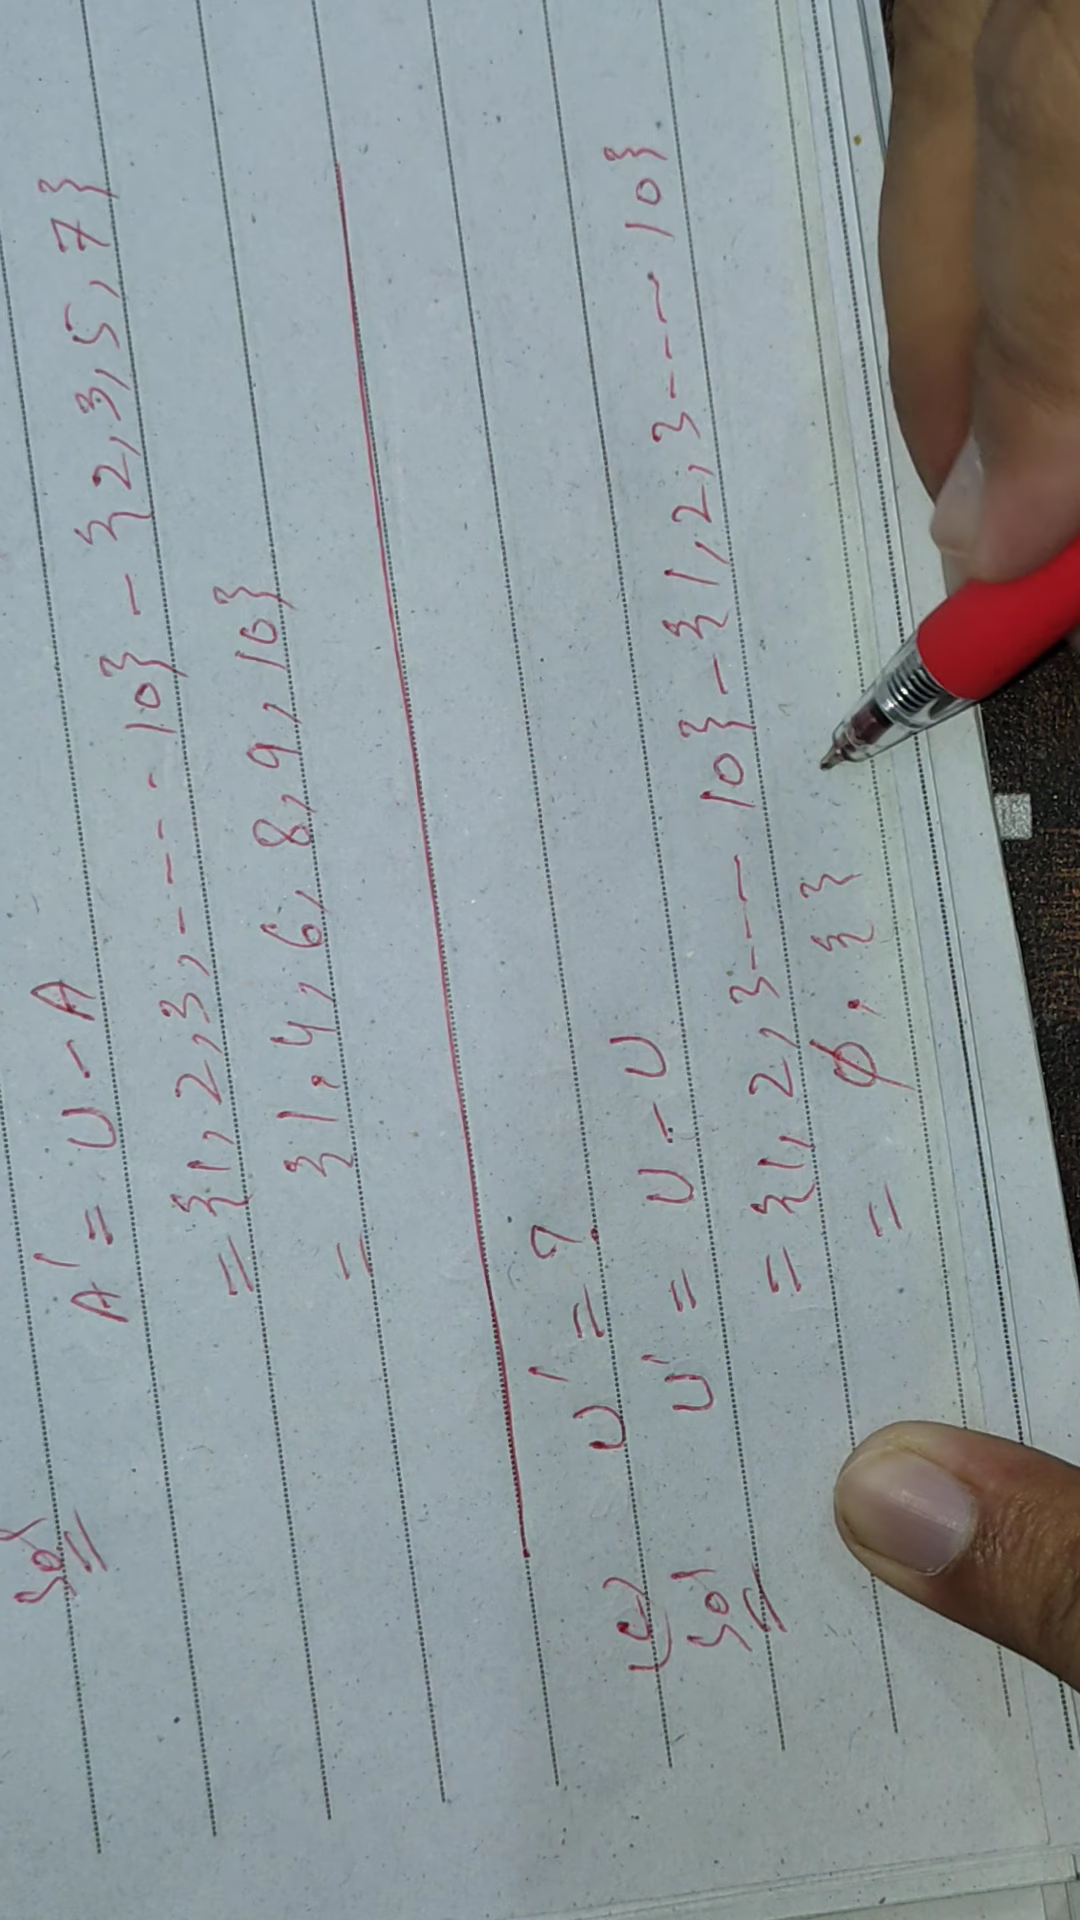 Sol A' = U - A
= {1, 2, 3, - - - - - 10} - {2, 3, 5, 7}
= {1, 4, 6, 8, 9, 10}
(c) U' = ?
Sol U' = U - U
= {1, 2, 3 - - - 10} - {1, 2, 3 - - - 10}
= φ, { }